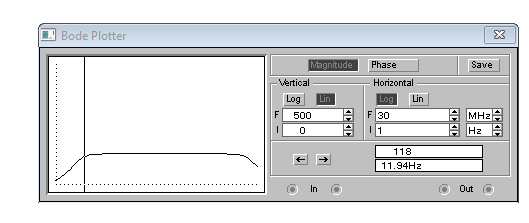 Bode Plotter
Magnitude Phase Save
Vertical Horizontal
Log Lin Log Lin
F 500 F 30 MHz
I 0 I 1 Hz
118
11.94Hz
In Out